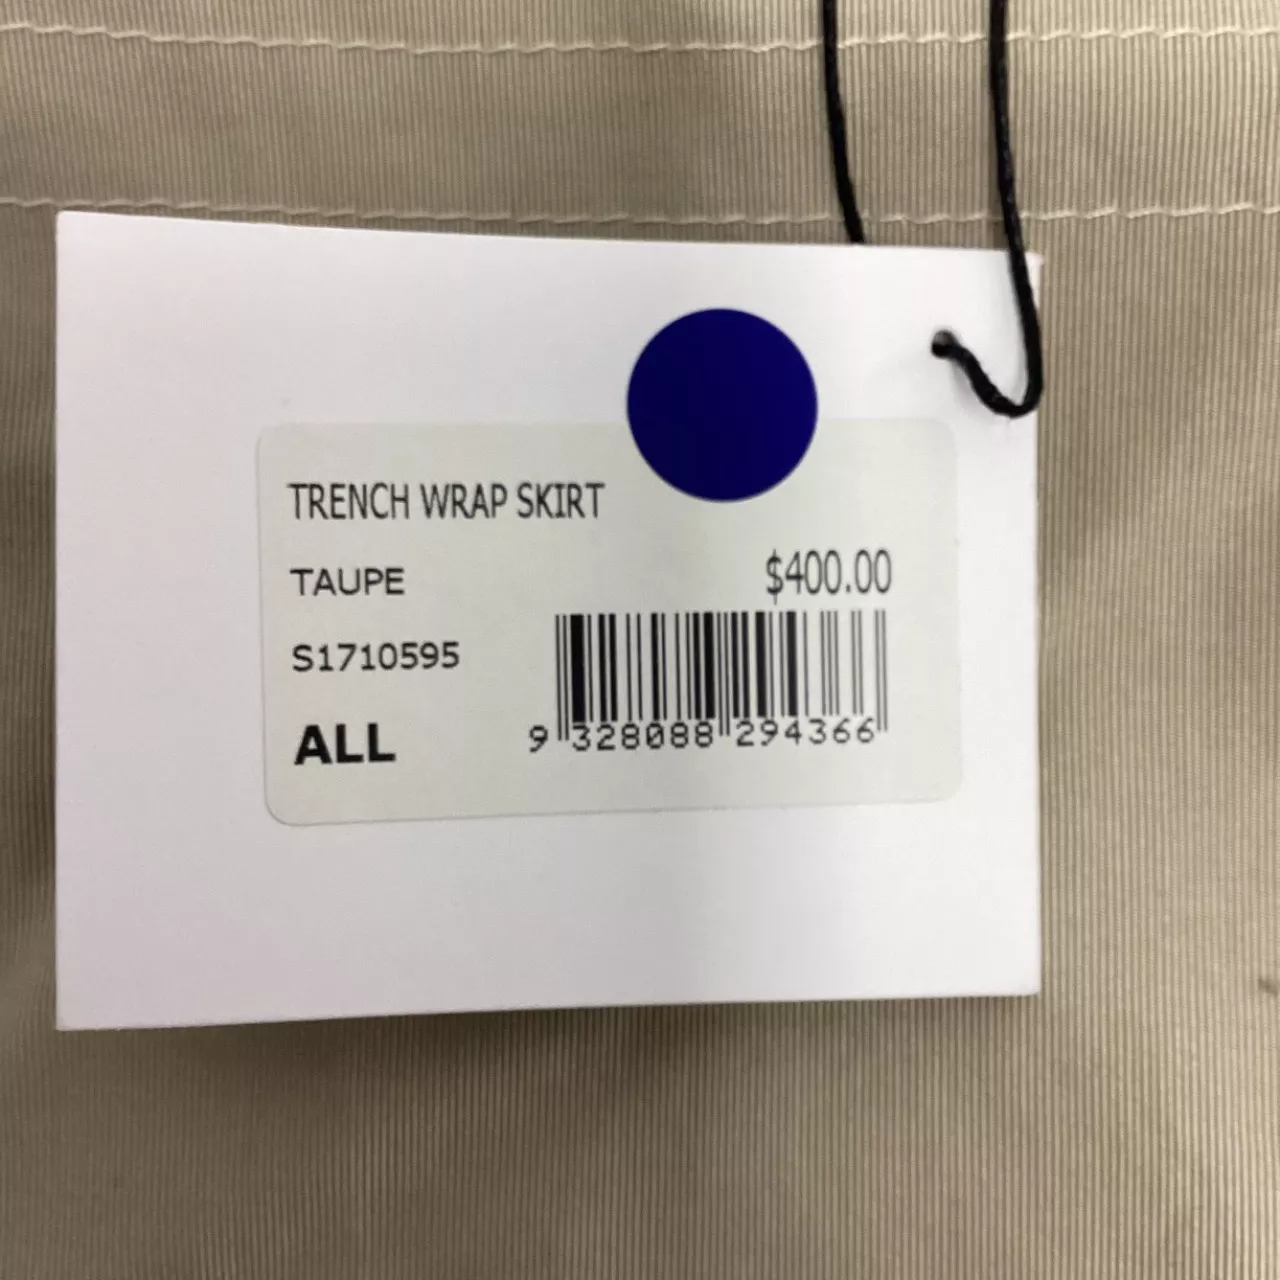 TRENCH WRAP SKIRT
TAUPE
$400.00
S1710595
ALL
9 328088 294366